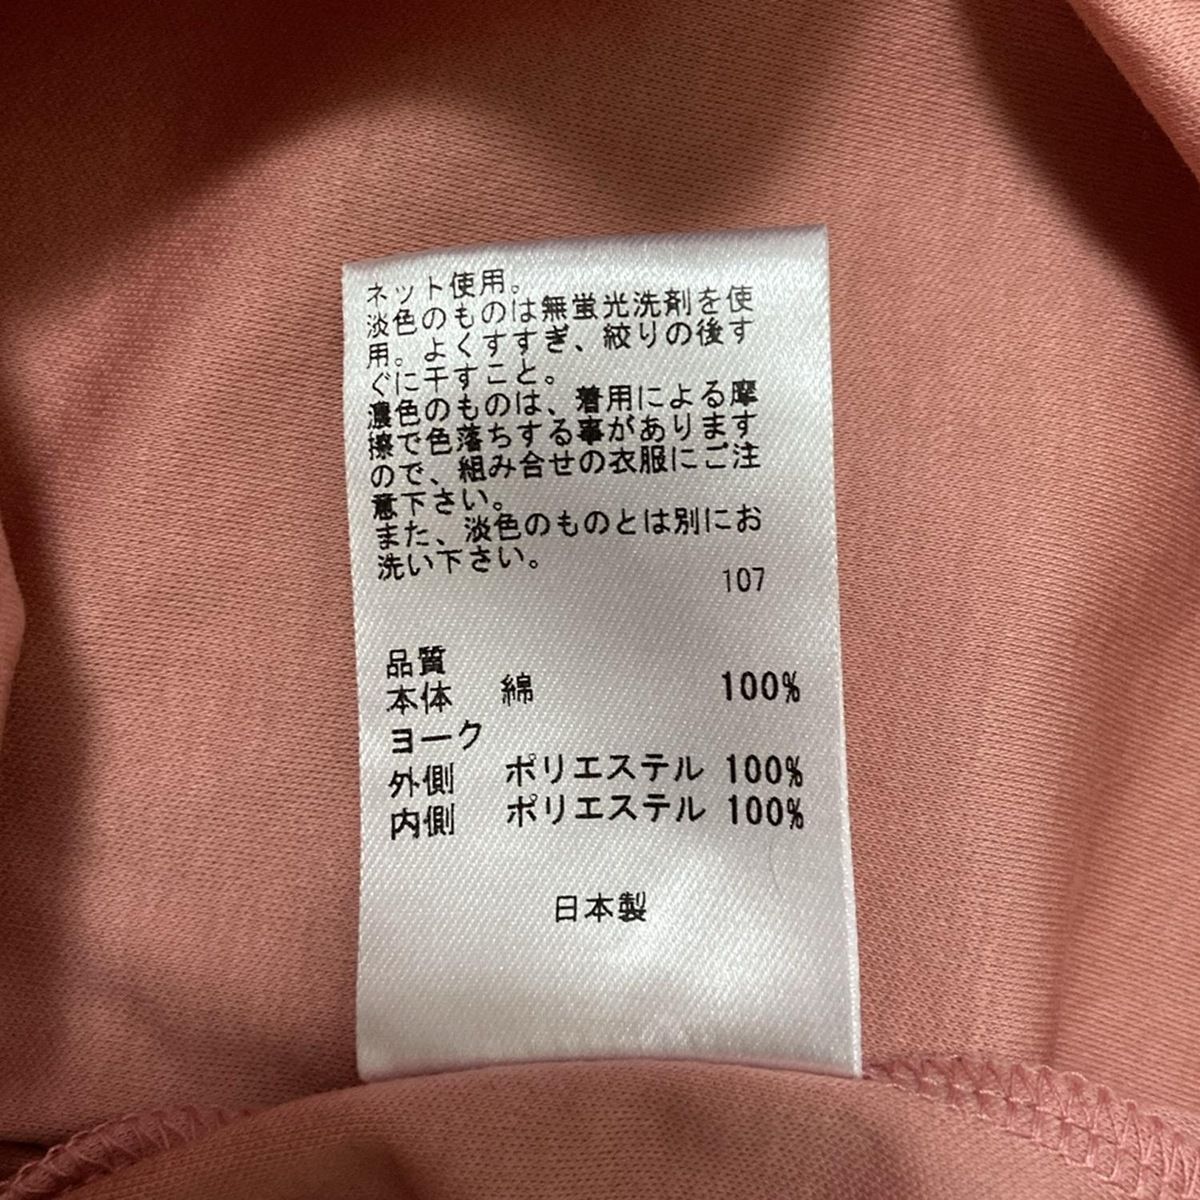 ネット使用。
淡色のものは無蛍光洗剤を使
用。よくすすぎ、絞りの後す
ぐに干すこと。
濃色のものは、着用による摩
擦で色落ちする事があります
ので、組み合せの衣服にご注
意下さい。
また、淡色のものとは別にお
洗い下さい。
107
品質
本体 綿 100%
ヨーク
外側 ポリエステル 100%
内側 ポリエステル 100%
日本製